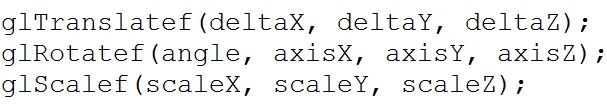 glTranslatef(deltaX, deltaY, deltaZ);
glRotatef(angle, axisX, axisY, axisZ);
glScalef(scaleX, scaleY, scaleZ);